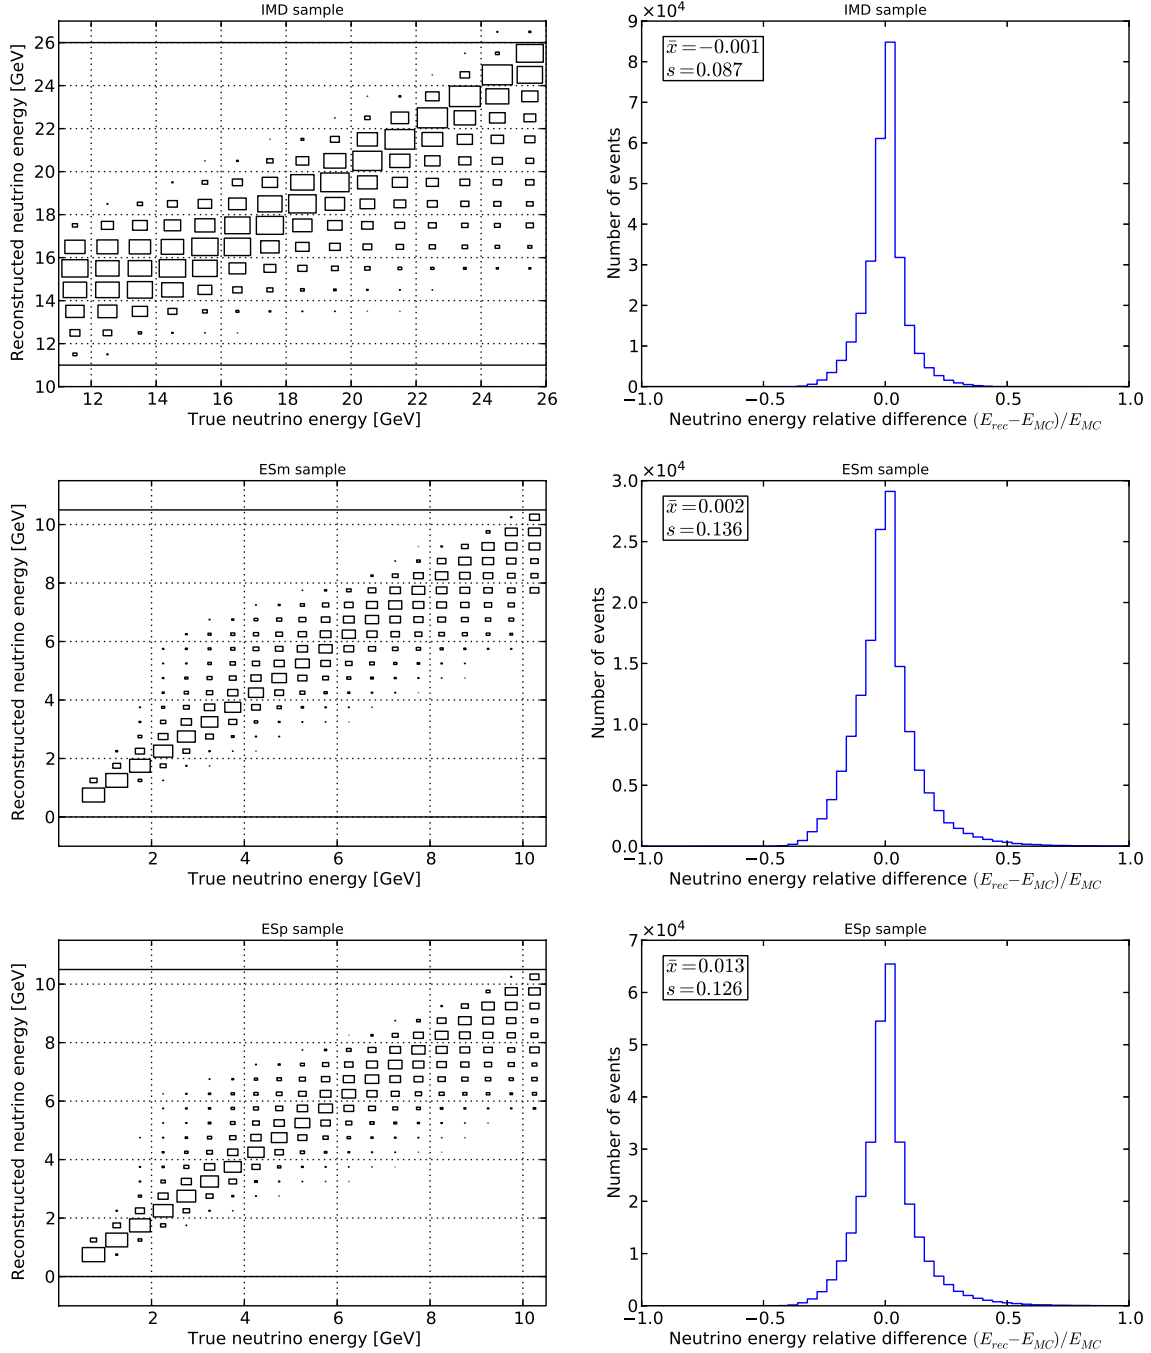 IMD sample
Reconstructed neutrino energy [GeV]
26
24
22
20
18
16
14
12
10
12 14 16 18 20 22 24 26
True neutrino energy [GeV]
IMD sample
×10⁴
x̄=−0.001
s=0.087
Number of events
9
8
7
6
5
4
3
2
1
0
−1.0 −0.5 0.0 0.5 1.0
Neutrino energy relative difference (E_rec−E_MC)/E_MC
ESm sample
Reconstructed neutrino energy [GeV]
10
8
6
4
2
0
2 4 6 8 10
True neutrino energy [GeV]
ESm sample
×10⁴
x̄=0.002
s=0.136
Number of events
3.0
2.5
2.0
1.5
1.0
0.5
0.0
−1.0 −0.5 0.0 0.5 1.0
Neutrino energy relative difference (E_rec−E_MC)/E_MC
ESp sample
Reconstructed neutrino energy [GeV]
10
8
6
4
2
0
2 4 6 8 10
True neutrino energy [GeV]
ESp sample
×10⁴
x̄=0.013
s=0.126
Number of events
7
6
5
4
3
2
1
0
−1.0 −0.5 0.0 0.5 1.0
Neutrino energy relative difference (E_rec−E_MC)/E_MC